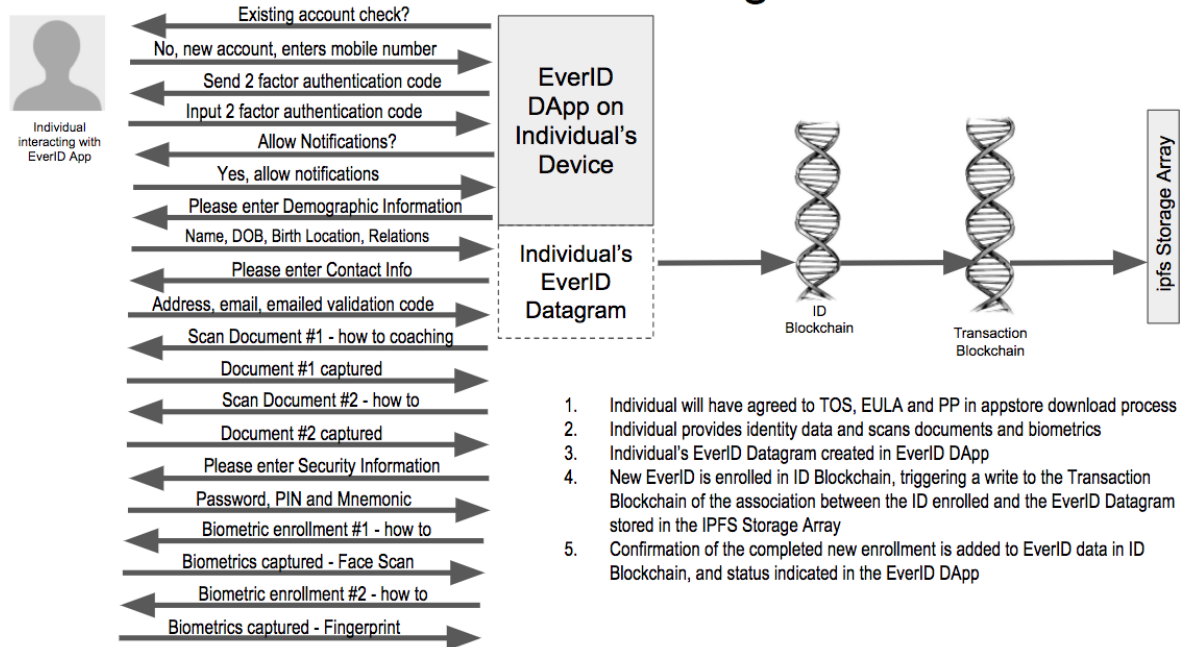 Existing account check?
No, new account, enters mobile number
Send 2 factor authentication code
Input 2 factor authentication code
Allow Notifications?
Yes, allow notifications
Please enter Demographic Information
Name, DOB, Birth Location, Relations
Please enter Contact Info
Address, email, emailed validation code
Scan Document #1 - how to coaching
Document #1 captured
Scan Document #2 - how to
Document #2 captured
Please enter Security Information
Password, PIN and Mnemonic
Biometric enrollment #1 - how to
Biometrics captured - Face Scan
Biometric enrollment #2 - how to
Biometrics captured - Fingerprint
Individual
interacting with
EverID App
EverID
DApp on
Individual's
Device
Individual's
EverID
Datagram
ID
Blockchain
Transaction
Blockchain
ipfs Storage Array
1. Individual will have agreed to TOS, EULA and PP in appstore download process
2. Individual provides identity data and scans documents and biometrics
3. Individual's EverID Datagram created in EverID DApp
4. New EverID is enrolled in ID Blockchain, triggering a write to the Transaction
Blockchain of the association between the ID enrolled and the EverID Datagram
stored in the IPFS Storage Array
5. Confirmation of the completed new enrollment is added to EverID data in ID
Blockchain, and status indicated in the EverID DApp